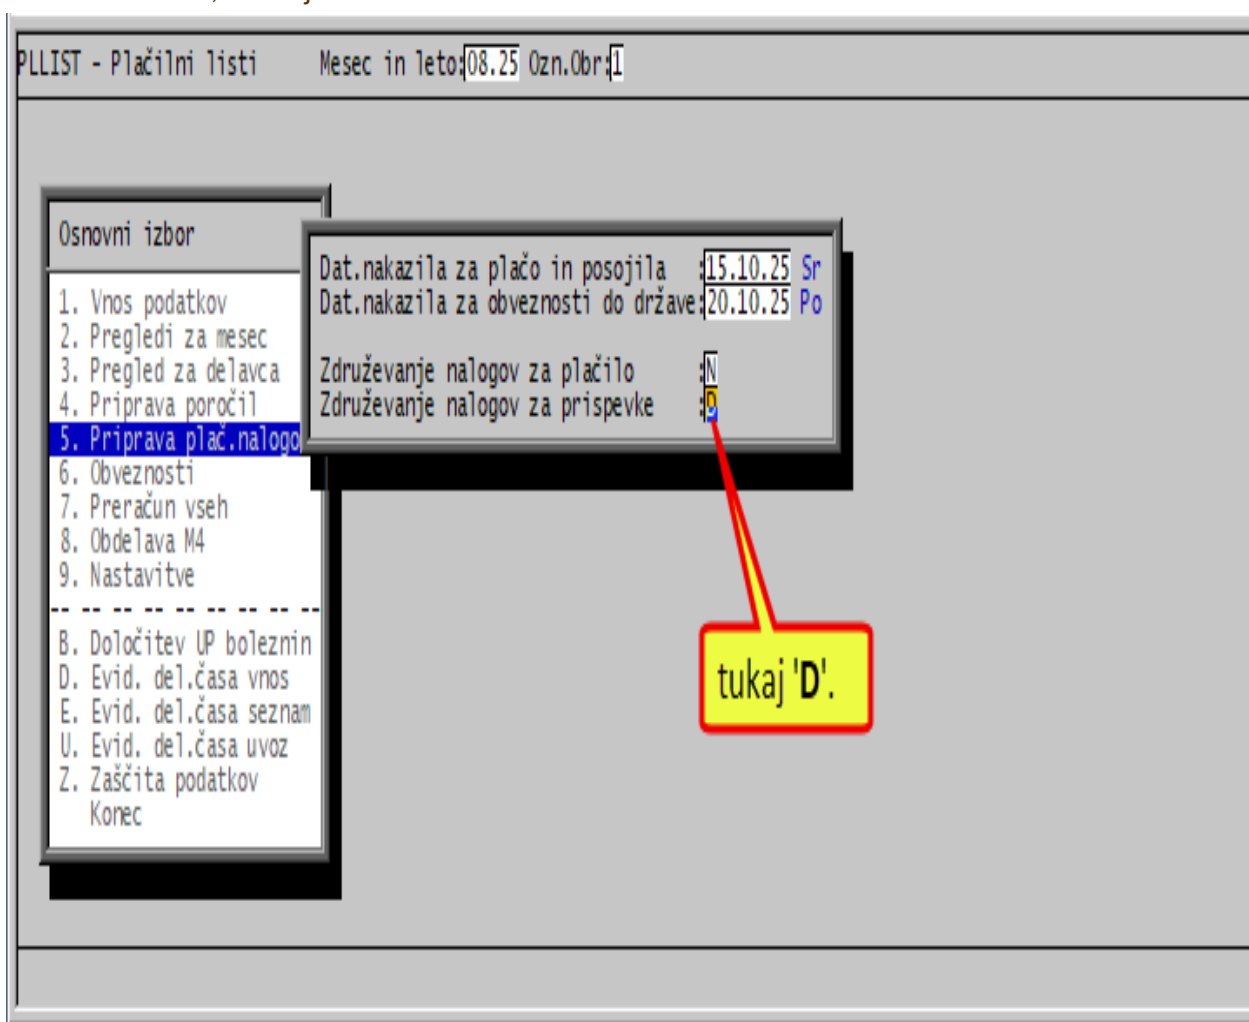 PLLIST - Plačilni listi Mesec in leto:08.25 Ozn.Obr:1
Osnovni izbor
1. Vnos podatkov
2. Pregledi za mesec
3. Pregled za delavca
4. Priprava poročil
5. Priprava plač.nalogo
6. Obveznosti
7. Preračun vseh
8. Obdelava M4
9. Nastavitve
-- -- -- -- -- -- -- -- --
B. Določitev UP boleznin
D. Evid. del.časa vnos
E. Evid. del.časa seznam
U. Evid. del.časa uvoz
Z. Zaščita podatkov
Konec
Dat.nakazila za plačo in posojila :15.10.25 Sr
Dat.nakazila za obveznosti do države:20.10.25 Po
Združevanje nalogov za plačilo :N
Združevanje nalogov za prispevke :D
tukaj 'D'.